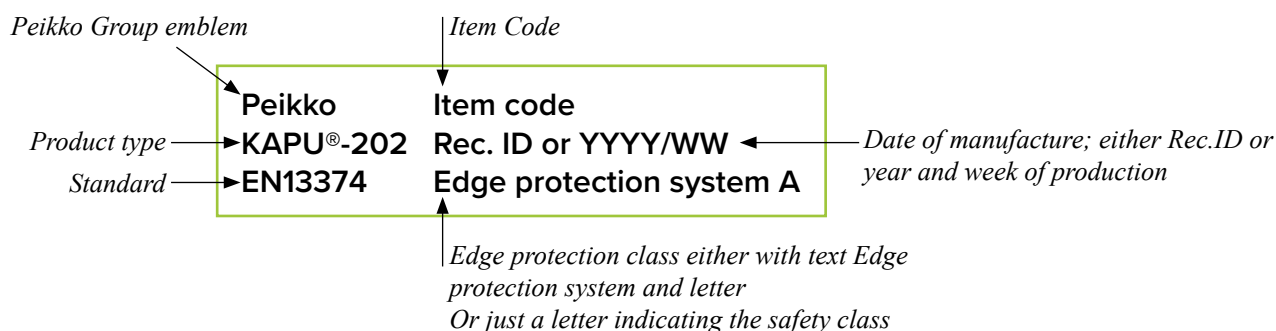 Peikko Group emblem
Item Code
Peikko Item code
Product type
KAPU®-202 Rec. ID or YYYY/WW
Date of manufacture; either Rec.ID or
year and week of production
Standard
EN13374 Edge protection system A
Edge protection class either with text Edge
protection system and letter
Or just a letter indicating the safety class